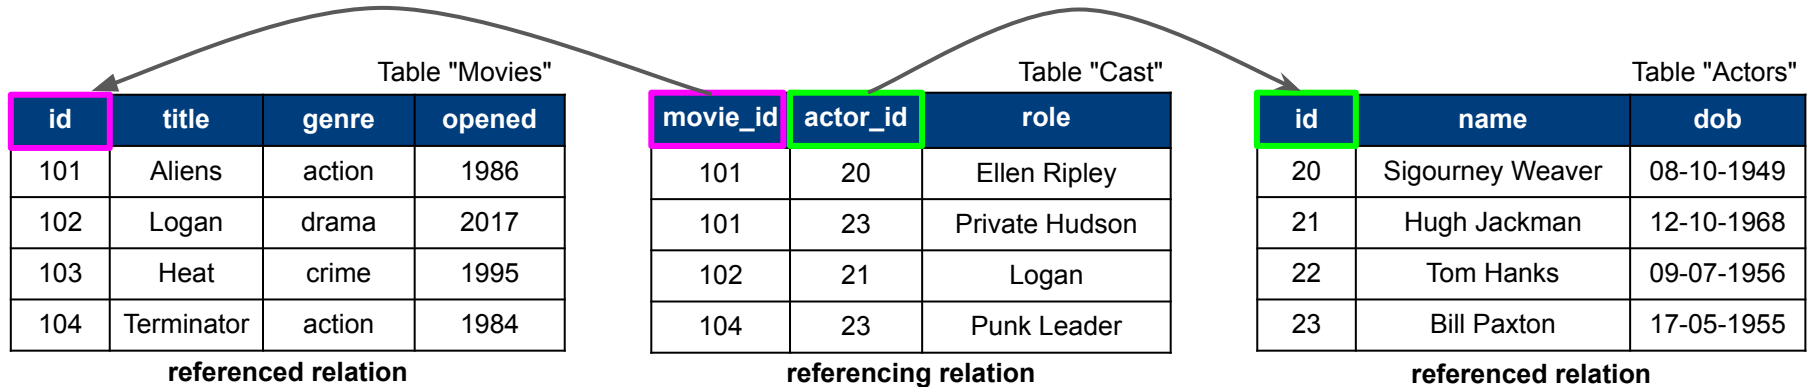 Table "Movies"
id title genre opened
101 Aliens action 1986
102 Logan drama 2017
103 Heat crime 1995
104 Terminator action 1984
referenced relation
Table "Cast"
movie_id actor_id role
101 20 Ellen Ripley
101 23 Private Hudson
102 21 Logan
104 23 Punk Leader
referencing relation
Table "Actors"
id name dob
20 Sigourney Weaver 08-10-1949
21 Hugh Jackman 12-10-1968
22 Tom Hanks 09-07-1956
23 Bill Paxton 17-05-1955
referenced relation